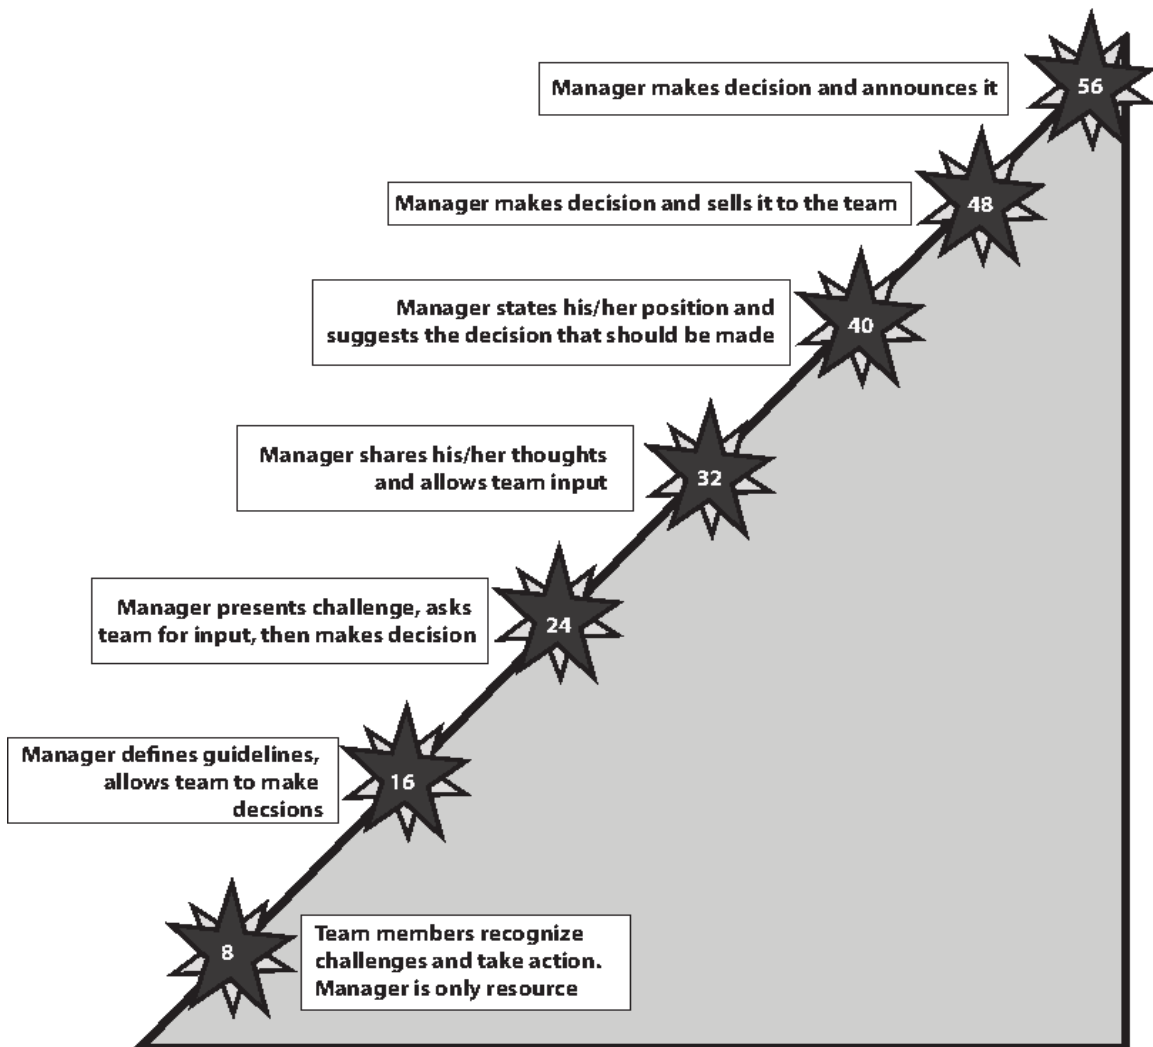 Manager makes decision and announces it
56
Manager makes decision and sells it to the team
48
Manager states his/her position and
suggests the decision that should be made
40
Manager shares his/her thoughts
and allows team input
32
Manager presents challenge, asks
team for input, then makes decision
24
Manager defines guidelines,
allows team to make
decsions
16
8
Team members recognize
challenges and take action.
Manager is only resource